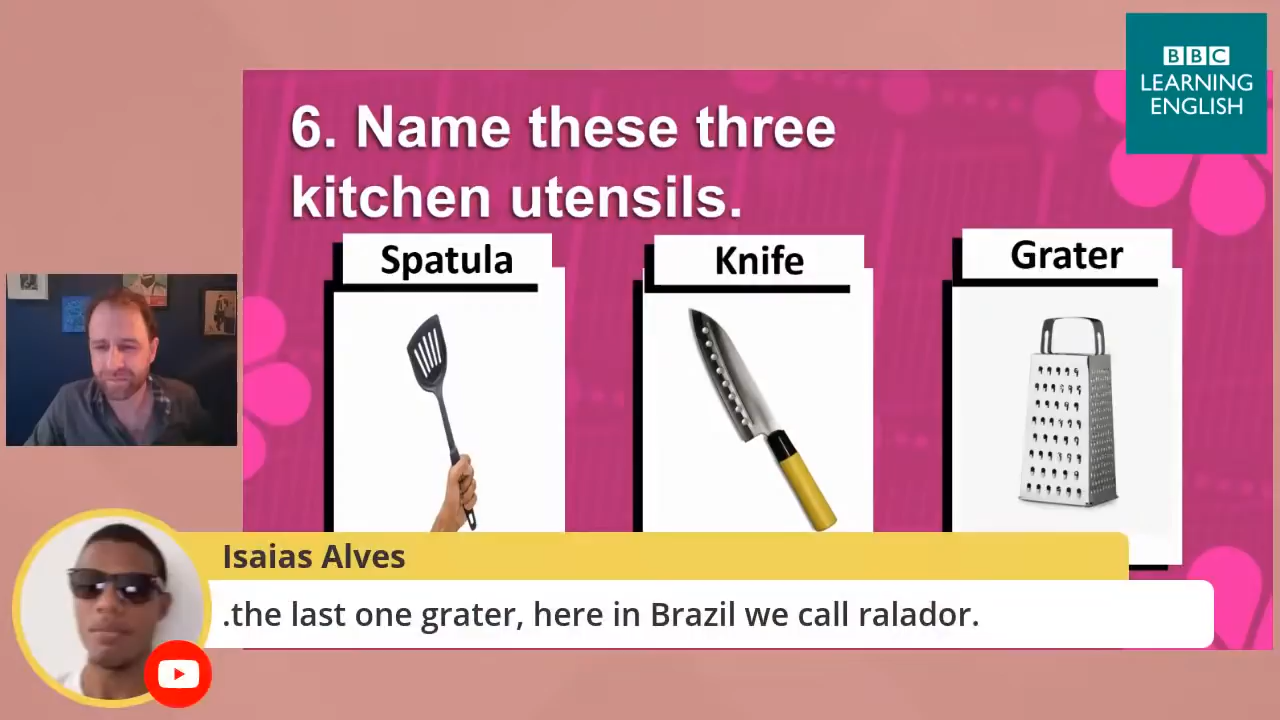 BBC
LEARNING
ENGLISH
6. Name these three
kitchen utensils.
Spatula
Knife
Grater
Isaias Alves
.the last one grater, here in Brazil we call ralador.